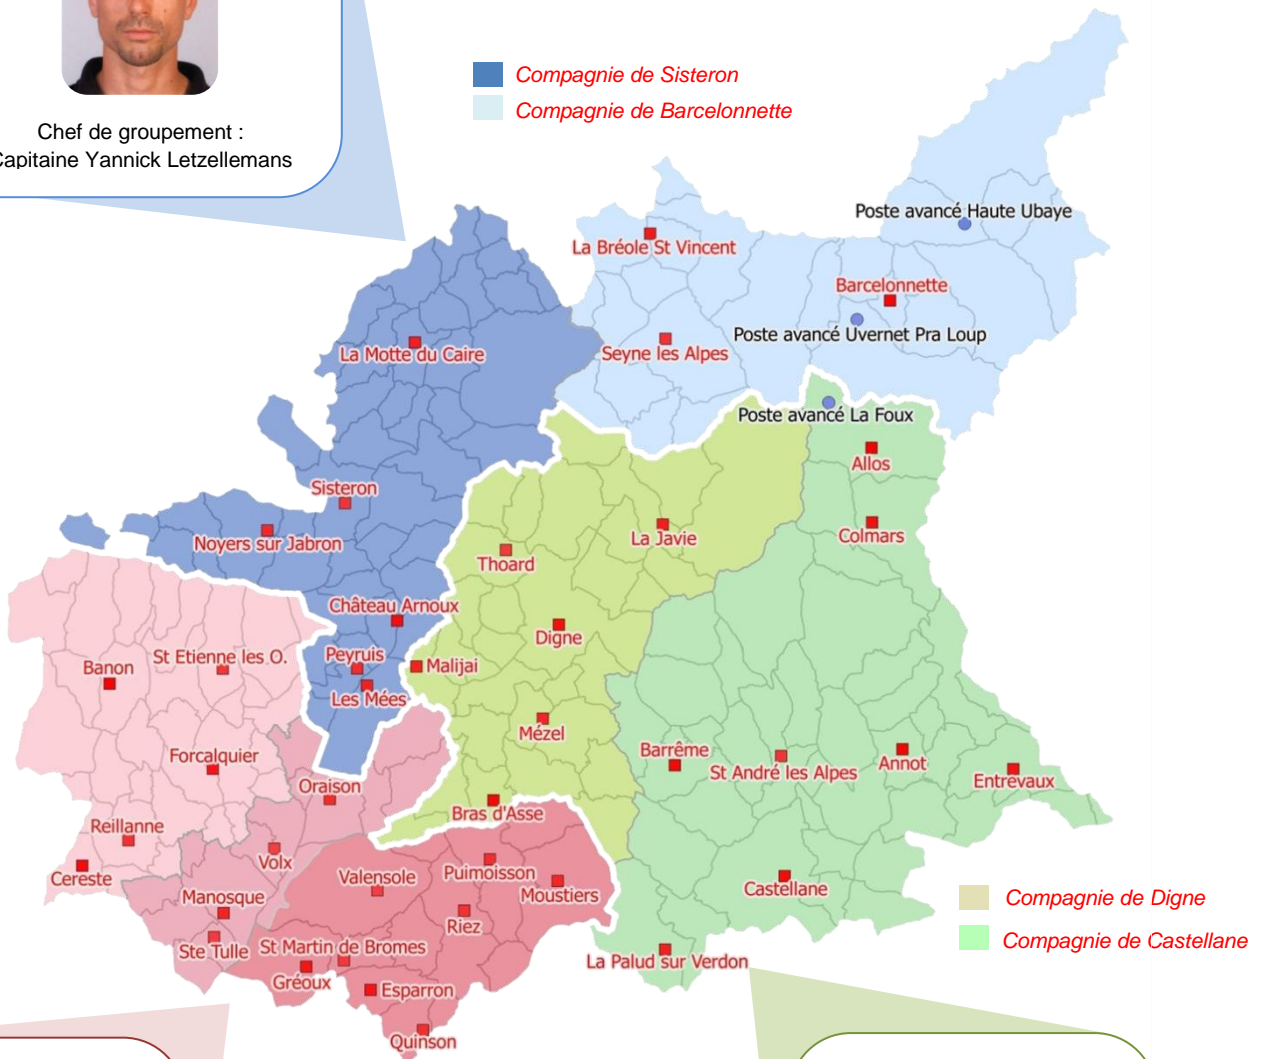 Chef de groupement :
Capitaine Yannick Letzellemans
Compagnie de Sisteron
Compagnie de Barcelonnette
Poste avancé Haute Ubaye
La Bréole St Vincent
Barcelonnette
Poste avancé Uvernet Pra Loup
La Motte du Caire
Seyne les Alpes
Poste avancé La Foux
Allos
Sisteron
Noyers sur Jabron
La Javie
Colmars
Thoard
Château Arnoux
Digne
Peyruis
Malijai
St Etienne les O.
Banon
Les Mées
Mézel
Forcalquier
Barrême
St André les Alpes
Annot
Entrevaux
Oraison
Bras d'Asse
Reillanne
Volx
Cereste
Valensole
Puimoisson
Moustiers
Castellane
Manosque
Riez
Ste Tulle
St Martin de Bromes
La Palud sur Verdon
Gréoux
Esparron
Quinson
Compagnie de Digne
Compagnie de Castellane